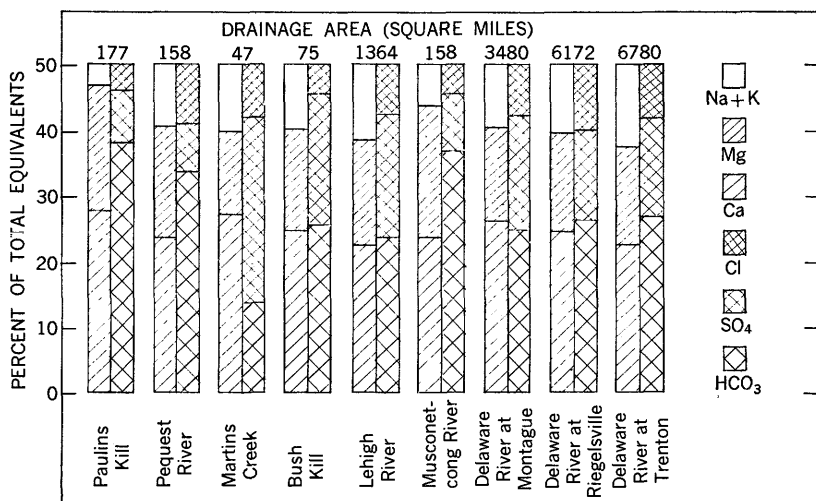 DRAINAGE AREA (SQUARE MILES)
177 158 47 75 1364 158 3480 6172 6780
PERCENT OF TOTAL EQUIVALENTS
50
40
30
20
10
0
Paulins
Kill
Pequest
River
Martins
Creek
Bush
Kill
Lehigh
River
Musconet-
cong River
Delaware
River at
Montague
Delaware
River at
Riegelsville
Delaware
River at
Trenton
Na+K
Mg
Ca
Cl
SO₄
HCO₃